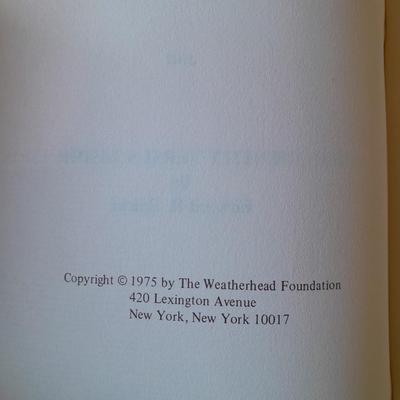 Copyright © 1975 by The Weatherhead Foundation
420 Lexington Avenue
New York, New York 10017